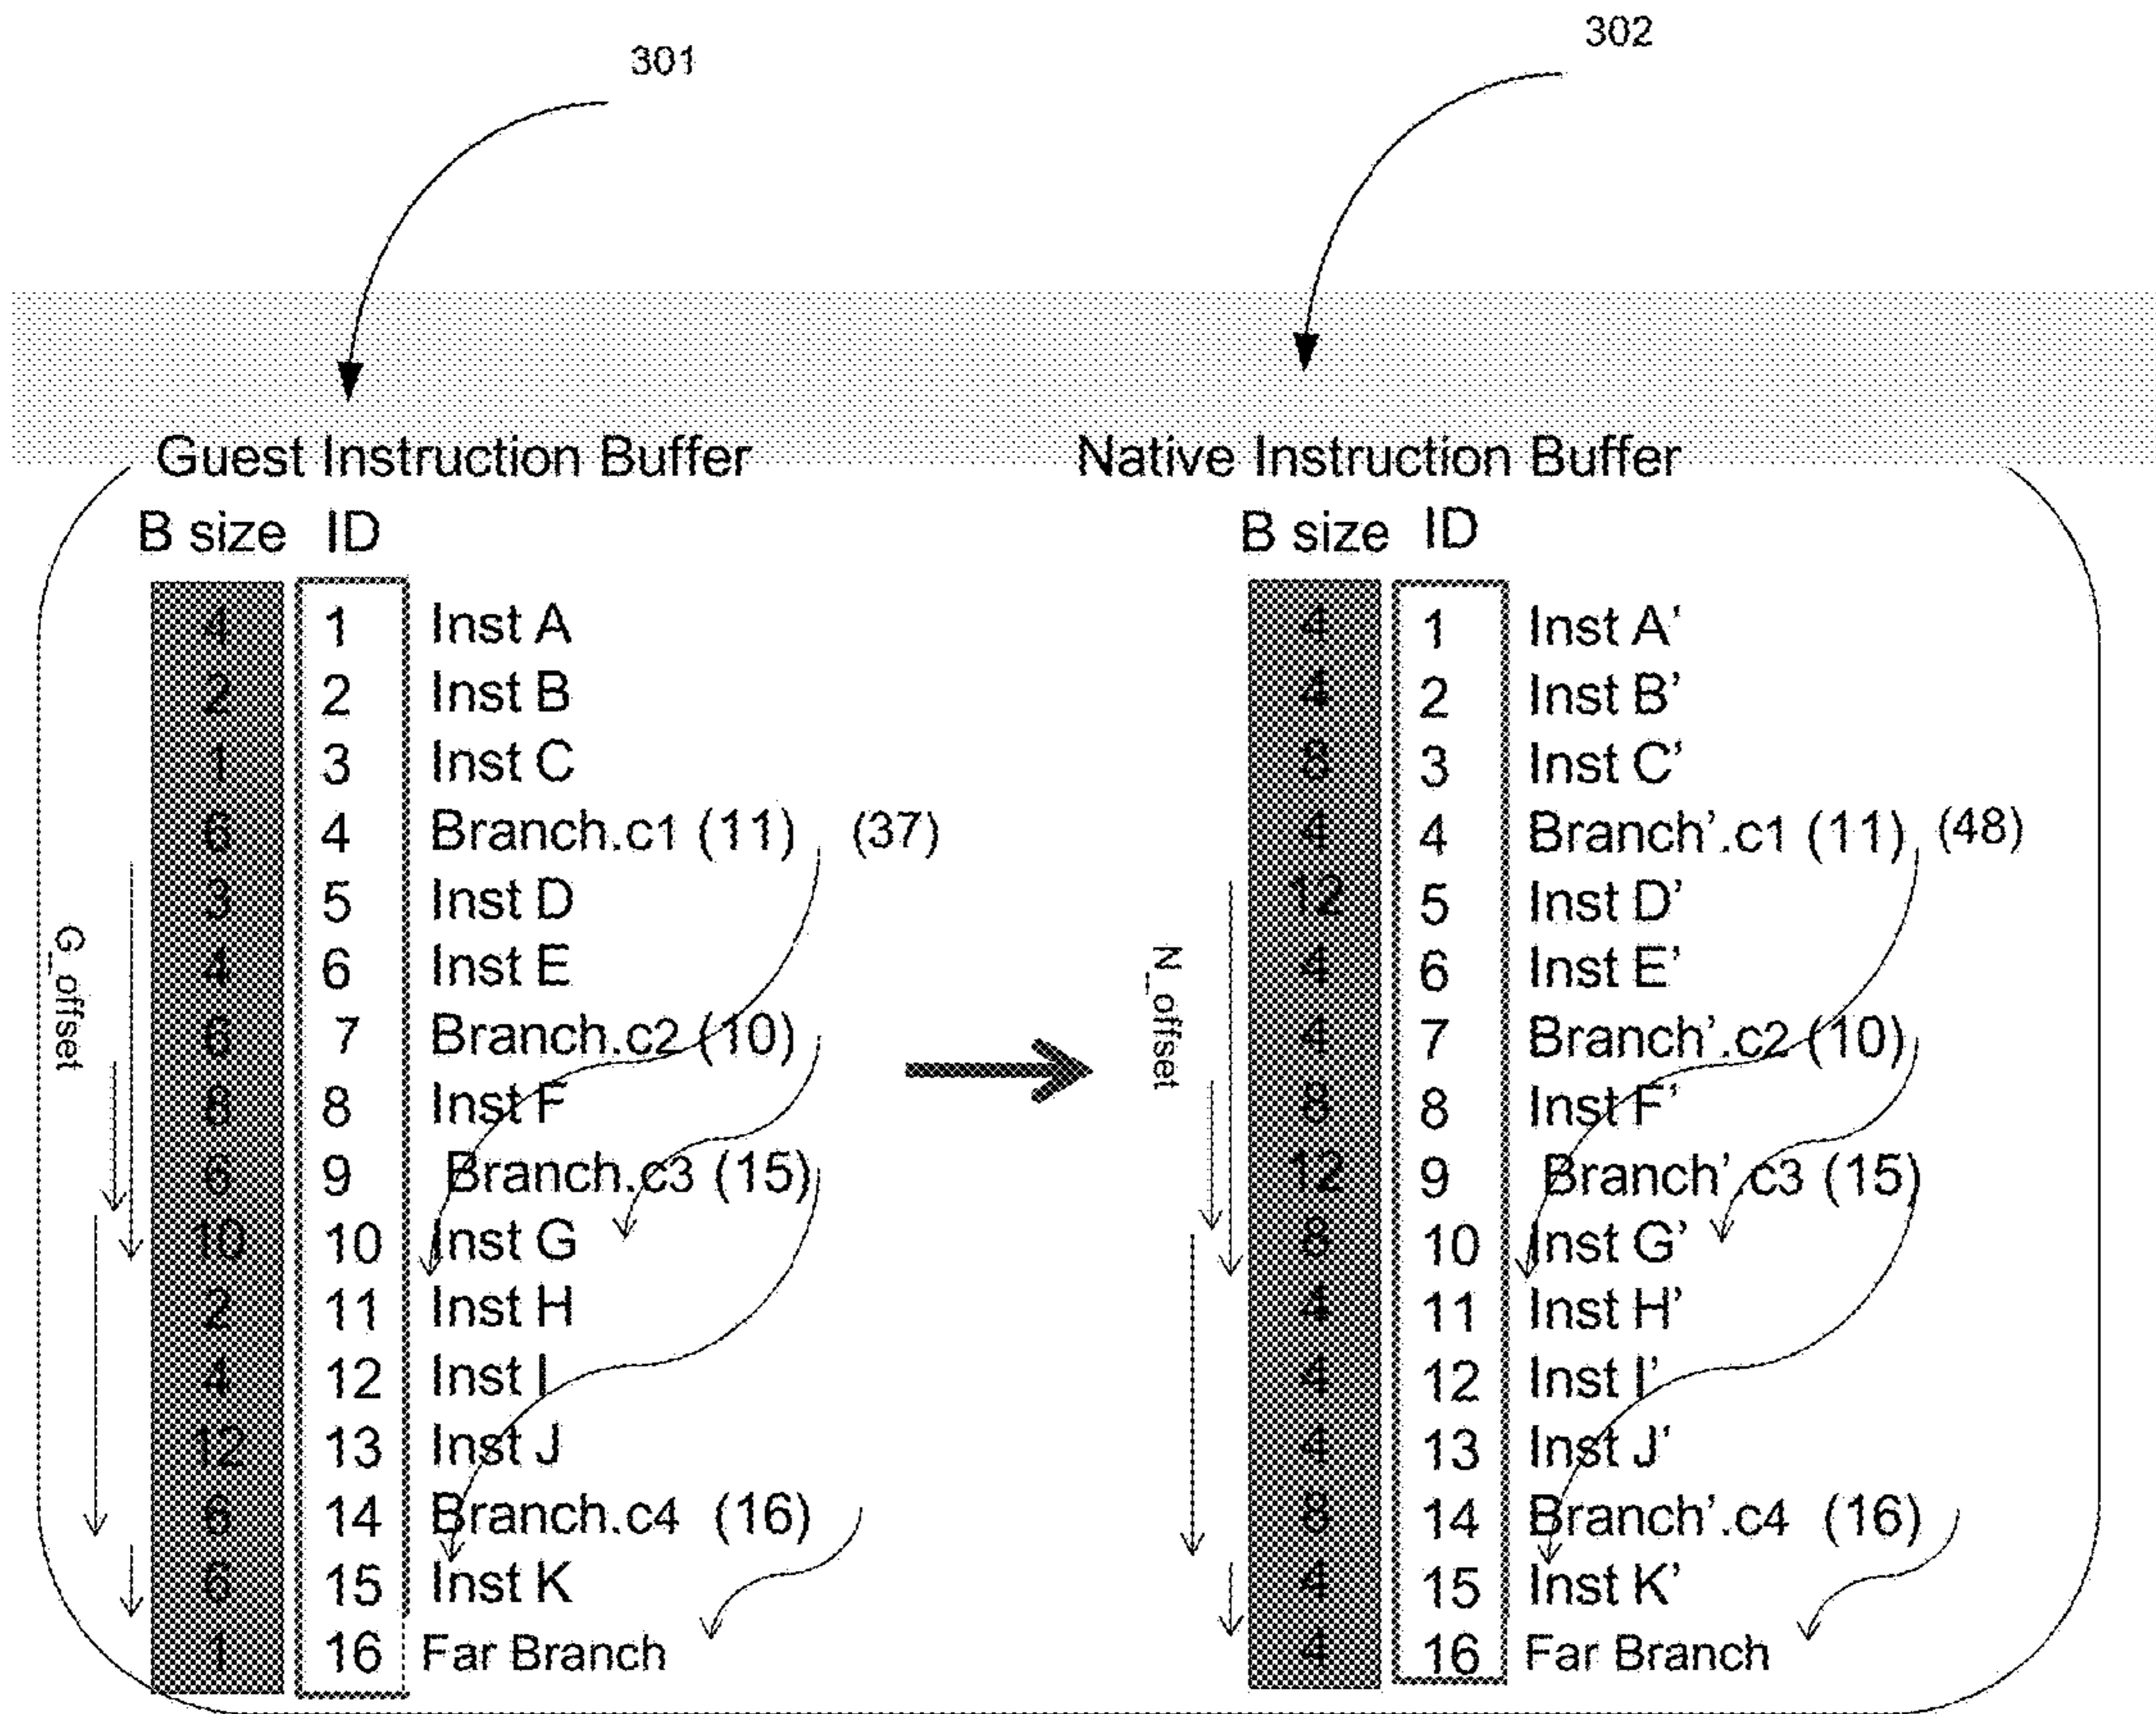 301
302
Guest Instruction Buffer
Native Instruction Buffer
B size ID
4 1 Inst A
2 2 Inst B
1 3 Inst C
6 4 Branch.c1 (11) (37)
3 5 Inst D
4 6 Inst E
6 7 Branch.c2 (10)
8 8 Inst F
6 9 Branch.c3 (15)
10 10 Inst G
2 11 Inst H
4 12 Inst I
12 13 Inst J
6 14 Branch.c4 (16)
6 15 Inst K
1 16 Far Branch
G_offset
B size ID
4 1 Inst A'
4 2 Inst B'
8 3 Inst C'
4 4 Branch'.c1 (11) (48)
12 5 Inst D'
4 6 Inst E'
4 7 Branch'.c2 (10)
8 8 Inst F'
12 9 Branch'.c3 (15)
8 10 Inst G'
4 11 Inst H'
4 12 Inst I'
4 13 Inst J'
8 14 Branch'.c4 (16)
4 15 Inst K'
4 16 Far Branch
N_offset